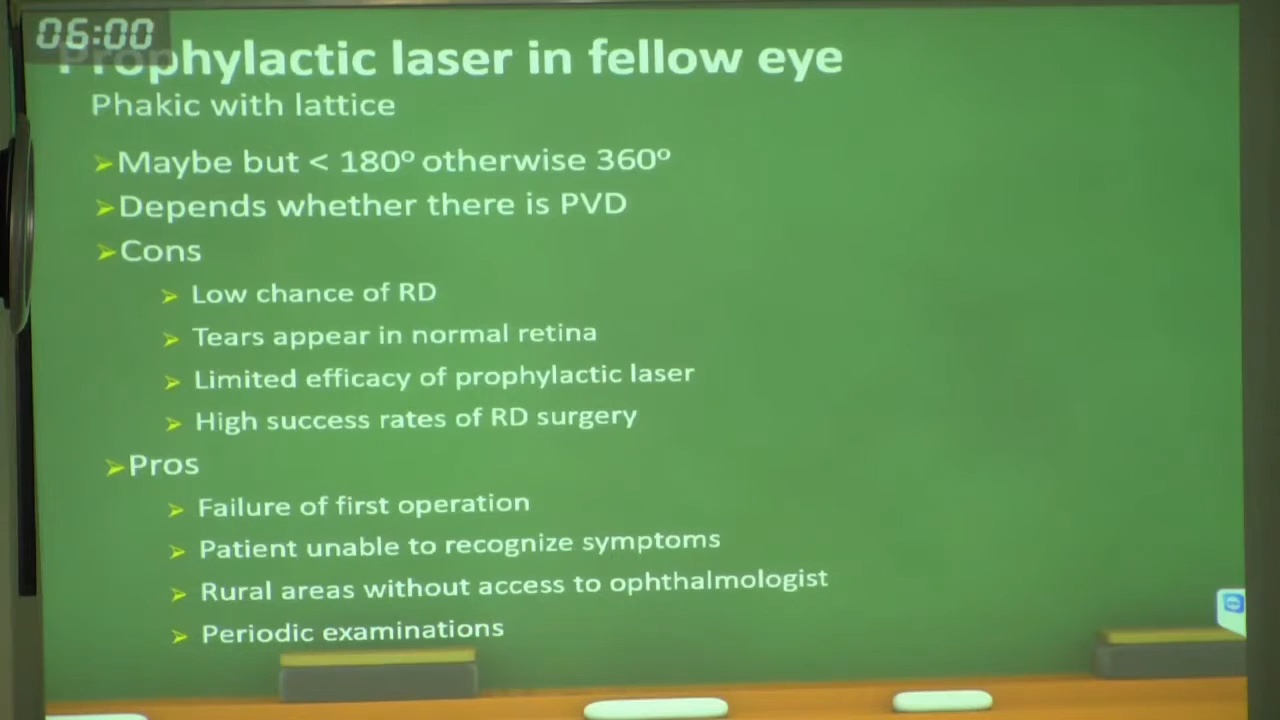 06:00
Prophylactic laser in fellow eye
Phakic with lattice
➢Maybe but < 180º otherwise 360º
➢Depends whether there is PVD
➢Cons
➢ Low chance of RD
➢ Tears appear in normal retina
➢ Limited efficacy of prophylactic laser
➢ High success rates of RD surgery
➢Pros
➢ Failure of first operation
➢ Patient unable to recognize symptoms
➢ Rural areas without access to ophthalmologist
➢ Periodic examinations